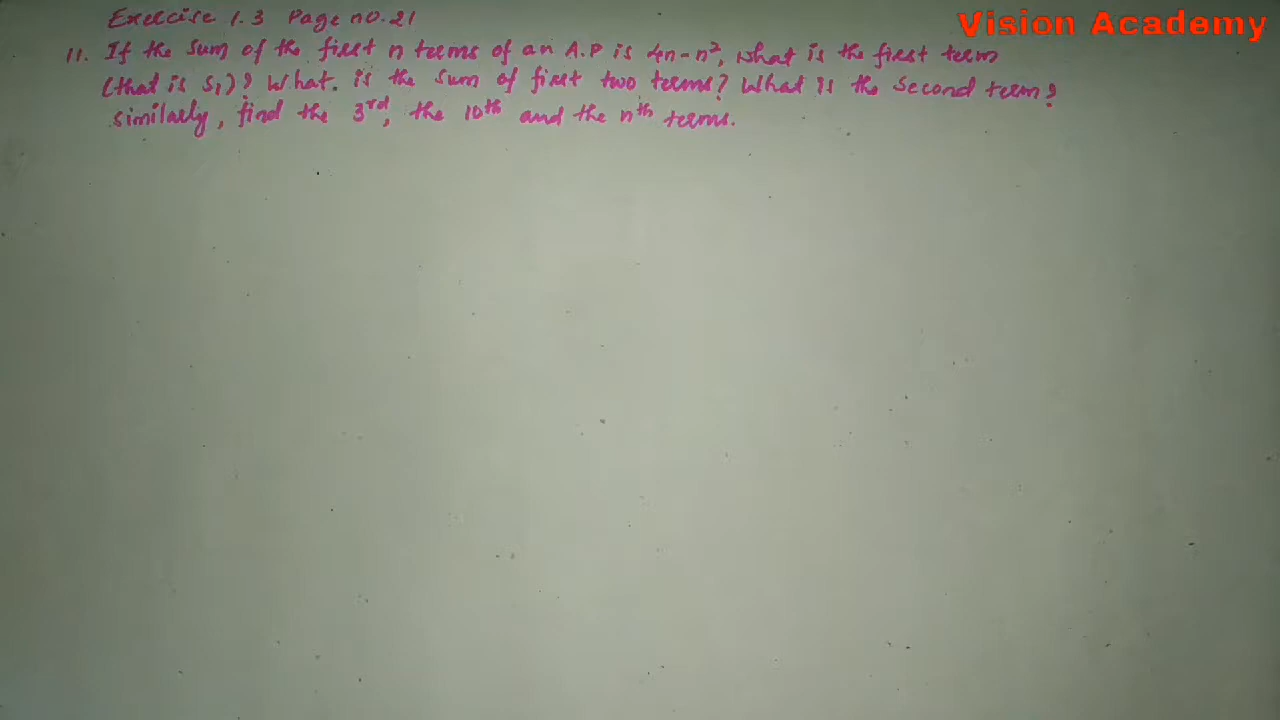 Exercise 1.3 Page no.21
Vision Academy
11. If the sum of the first n terms of an A.P is 4n-n², what is the first term
(that is S₁)? What. is the sum of first two terms? What is the second term?
similarly, find the 3rd, the 10th and the nth terms.